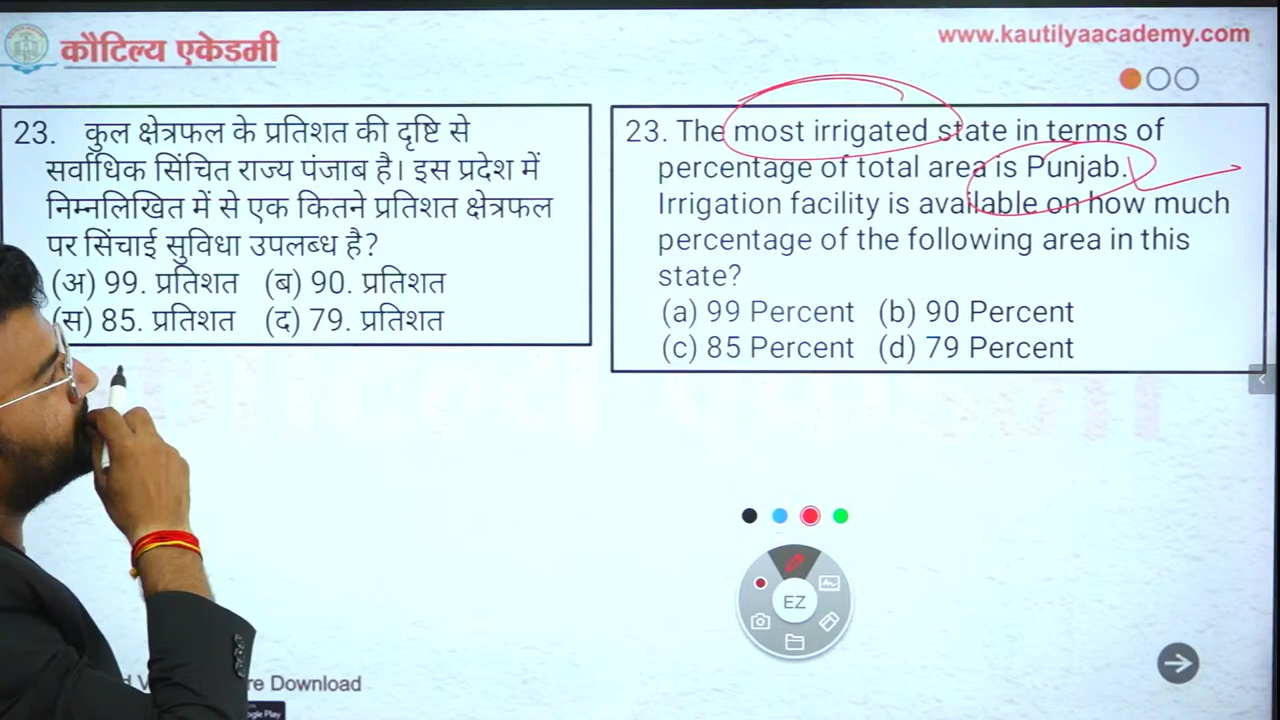 कौटिल्य एकेडमी
www.kautilyaacademy.com
23. कुल क्षेत्रफल के प्रतिशत की दृष्टि से
सर्वाधिक सिंचित राज्य पंजाब है। इस प्रदेश में
निम्नलिखित में से एक कितने प्रतिशत क्षेत्रफल
पर सिंचाई सुविधा उपलब्ध है?
(अ) 99. प्रतिशत (ब) 90. प्रतिशत
(स) 85. प्रतिशत (द) 79. प्रतिशत
23. The most irrigated state in terms of
percentage of total area is Punjab.
Irrigation facility is available on how much
percentage of the following area in this
state?
(a) 99 Percent (b) 90 Percent
(c) 85 Percent (d) 79 Percent
EZ
Download